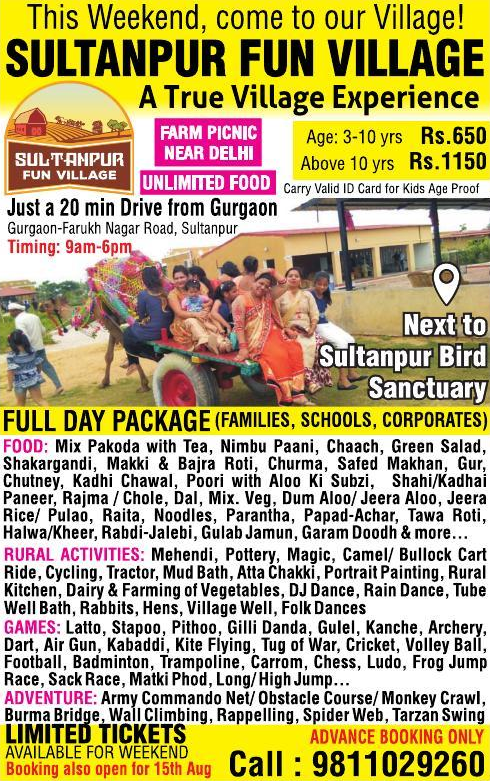 This Weekend, come to our Village!
SULTANPUR FUN VILLAGE
A True Village Experience
SULTANPUR
FUN VILLAGE
FARM PICNIC
NEAR DELHI
UNLIMITED FOOD
Age: 3-10 yrs Rs.650
Above 10 yrs Rs.1150
Carry Valid ID Card for Kids Age Proof
Just a 20 min Drive from Gurgaon
Gurgaon-Farukh Nagar Road, Sultanpur
Timing: 9am-6pm
Next to
Sultanpur Bird
Sanctuary
FULL DAY PACKAGE (FAMILIES, SCHOOLS, CORPORATES)
FOOD: Mix Pakoda with Tea, Nimbu Paani, Chaach, Green Salad,
Shakargandi, Makki & Bajra Roti, Churma, Safed Makhan, Gur,
Chutney, Kadhi Chawal, Poori with Aloo Ki Subzi, Shahi/Kadhai
Paneer, Rajma / Chole, Dal, Mix. Veg, Dum Aloo/ Jeera Aloo, Jeera
Rice/ Pulao, Raita, Noodles, Parantha, Papad-Achar, Tawa Roti,
Halwa/Kheer, Rabdi-Jalebi, Gulab Jamun, Garam Doodh & more...
RURAL ACTIVITIES: Mehendi, Pottery, Magic, Camel/ Bullock Cart
Ride, Cycling, Tractor, Mud Bath, Atta Chakki, Portrait Painting, Rural
Kitchen, Dairy & Farming of Vegetables, DJ Dance, Rain Dance, Tube
Well Bath, Rabbits, Hens, Village Well, Folk Dances
GAMES: Latto, Stapoo, Pithoo, Gilli Danda, Gulel, Kanche, Archery,
Dart, Air Gun, Kabaddi, Kite Flying, Tug of War, Cricket, Volley Ball,
Football, Badminton, Trampoline, Carrom, Chess, Ludo, Frog Jump
Race, Sack Race, Matki Phod, Long/High Jump...
ADVENTURE: Army Commando Net/ Obstacle Course/ Monkey Crawl,
Burma Bridge, Wall Climbing, Rappelling, Spider Web, Tarzan Swing
LIMITED TICKETS
AVAILABLE FOR WEEKEND
Booking also open for 15th Aug
ADVANCE BOOKING ONLY
Call : 9811029260